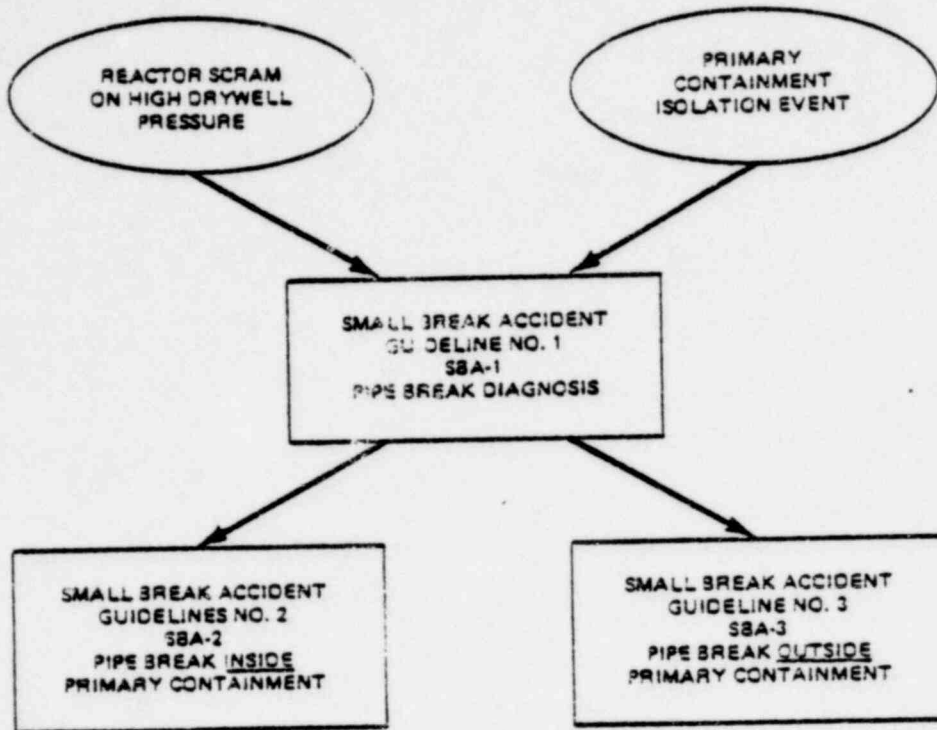 REACTOR SCRAM
ON HIGH DRYWELL
PRESSURE
PRIMARY
CONTAINMENT
ISOLATION EVENT
SMALL BREAK ACCIDENT
GUIDELINE NO. 1
SBA-1
PIPE BREAK DIAGNOSIS
SMALL BREAK ACCIDENT
GUIDELINES NO. 2
SBA-2
PIPE BREAK INSIDE
PRIMARY CONTAINMENT
SMALL BREAK ACCIDENT
GUIDELINE NO. 3
SBA-3
PIPE BREAK OUTSIDE
PRIMARY CONTAINMENT